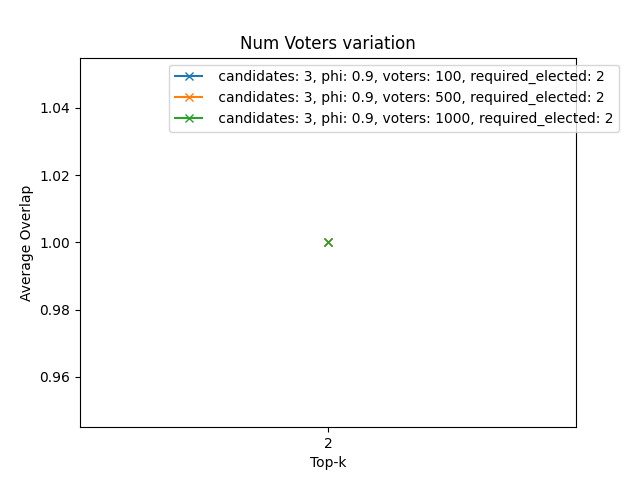 Num Voters variation
candidates: 3, phi: 0.9, voters: 100, required_elected: 2
candidates: 3, phi: 0.9, voters: 500, required_elected: 2
candidates: 3, phi: 0.9, voters: 1000, required_elected: 2
1.04
1.02
1.00
0.98
0.96
Average Overlap
2
Top-k